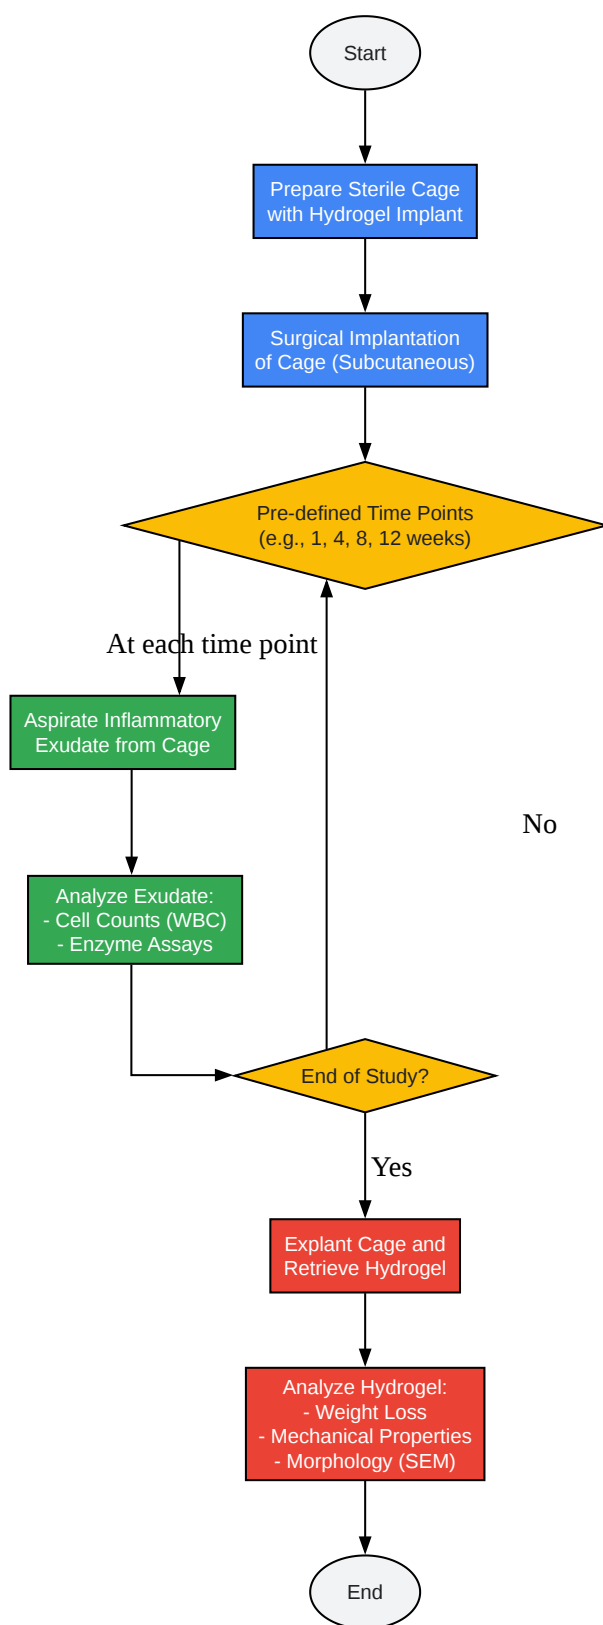 Start
Prepare Sterile Cage
with Hydrogel Implant
Surgical Implantation
of Cage (Subcutaneous)
Pre-defined Time Points
(e.g., 1, 4, 8, 12 weeks)
At each time point
Aspirate Inflammatory
Exudate from Cage
No
Analyze Exudate:
- Cell Counts (WBC)
- Enzyme Assays
End of Study?
Yes
Explant Cage and
Retrieve Hydrogel
Analyze Hydrogel:
- Weight Loss
- Mechanical Properties
- Morphology (SEM)
End